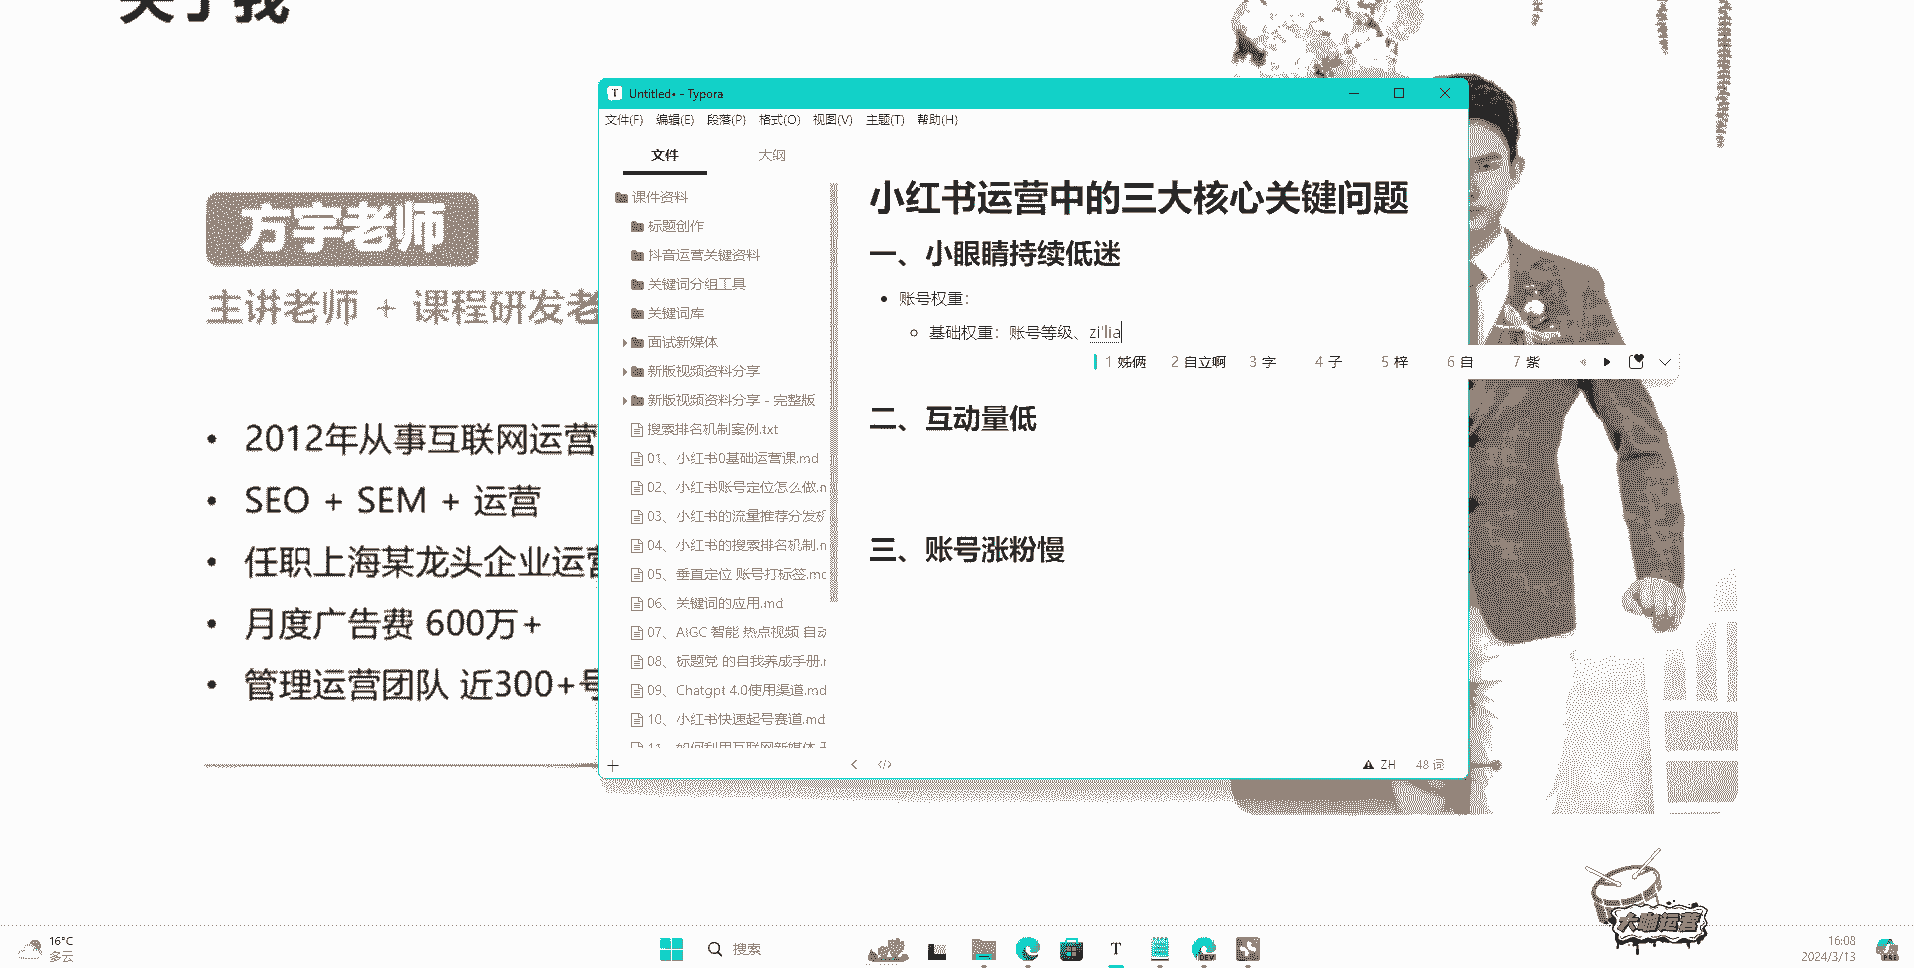 关于我
方宇老师
主讲老师 + 课程研发老
• 2012年从事互联网运营
• SEO + SEM + 运营
• 任职上海某龙头企业运营
• 月度广告费 600万+
• 管理运营团队 近300+号
Untitled• - Typora
文件(F) 编辑(E) 段落(P) 格式(O) 视图(V) 主题(T) 帮助(H)
文件 大纲
课件资料
标题创作
抖音运营关键资料
关键词分组工具
关键词库
面试新媒体
新版视频资料分享
新版视频资料分享 - 完整版
搜索排名机制案例.txt
01、小红书0基础运营课.md
02、小红书账号定位怎么做.n
03、小红书的流量推荐分发机
04、小红书的搜索排名机制.n
05、垂直定位 账号打标签.mc
06、关键词的应用.md
07、AIGC 智能 热点视频 自动
08、标题党 的自我养成手册.r
09、Chatgpt 4.0使用渠道.md
10、小红书快速起号赛道.md
11、如何利用互联网新媒体
小红书运营中的三大核心关键问题
一、小眼睛持续低迷
• 账号权重：
基础权重：账号等级、zi'lia
1 姊俩 2 自立啊 3 字 4 子 5 梓 6 自 7 紫
二、互动量低
三、账号涨粉慢
ZH 48 词
大咖运营
16°C
多云
搜索
DEV
16:08
2024/3/13
PRE